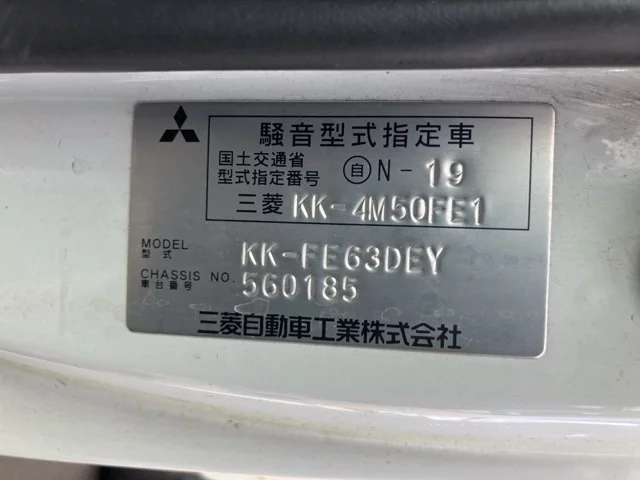 騒音型式指定車
国土交通省
型式指定番号 自 N - 19
三菱 KK-4M50FE1
MODEL
型式
KK-FE63DEY
CHASSIS NO.
車台番号
560185
三菱自動車工業株式会社